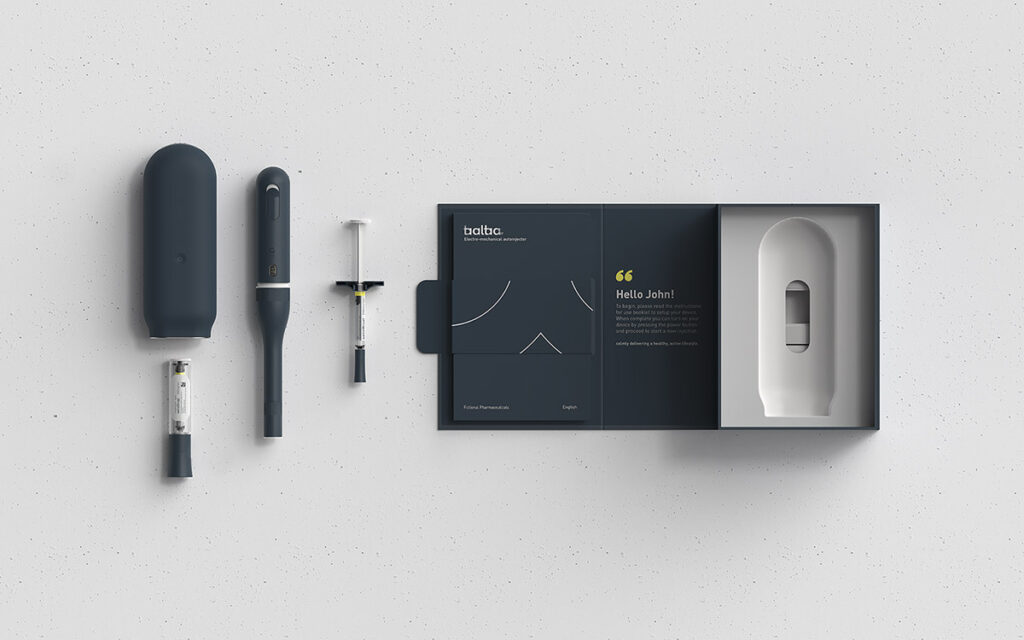 balba
Electro-mechanical autoinjector
“
Hello John!
To begin, please read the instructions
for use booklet to setup your device.
When complete you can turn on your
device by pressing the power button
and proceed to start a new injection.
calmly delivering a healthy, active lifestyle.
Fictional Pharmaceuticals
English